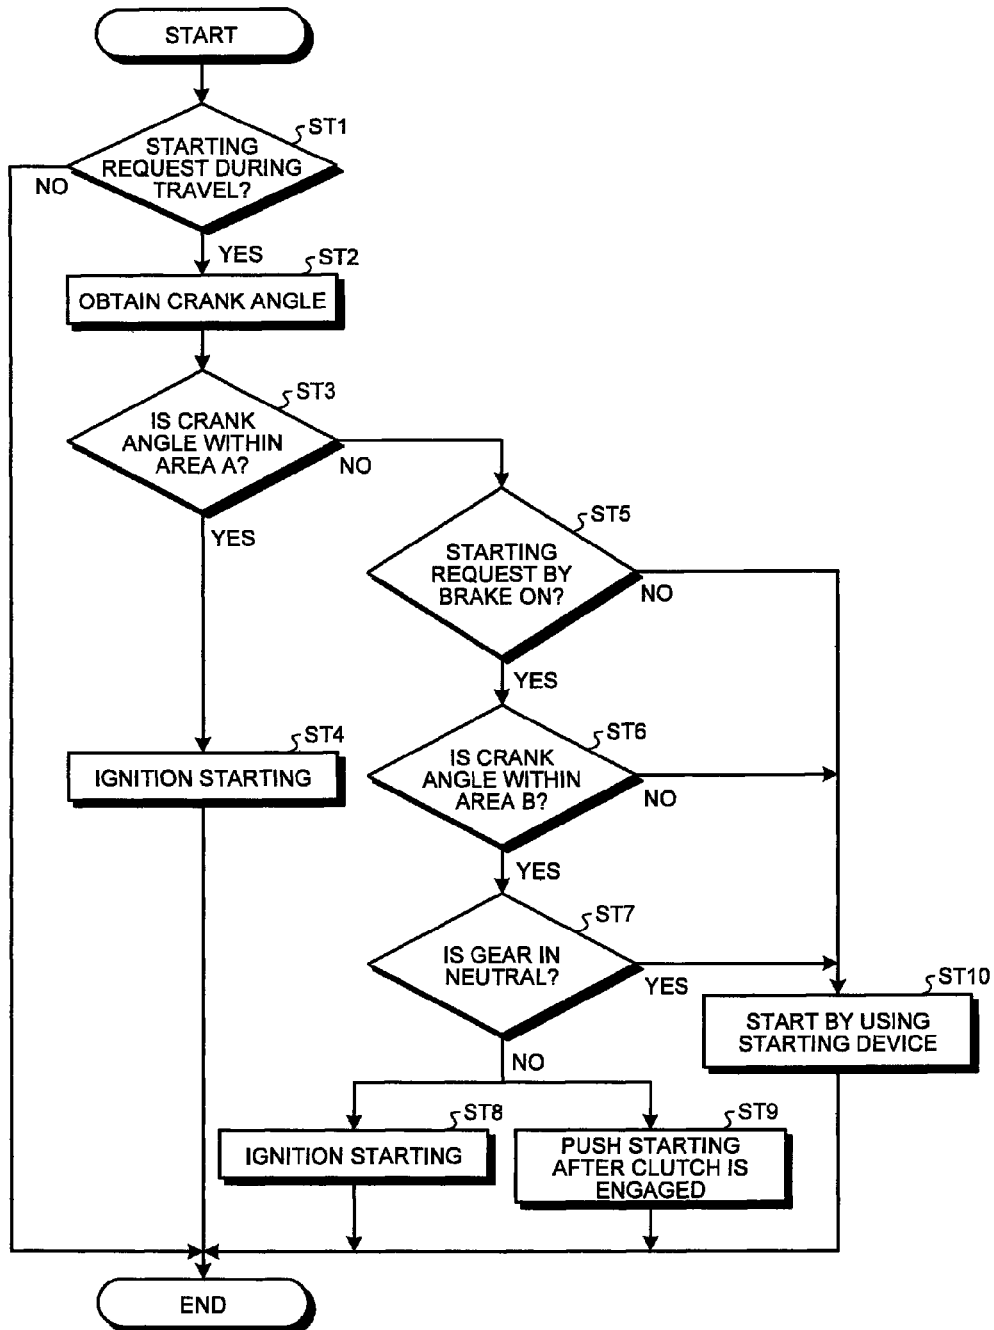 START
ST1
STARTING
REQUEST DURING
TRAVEL?
NO
YES
ST2
OBTAIN CRANK ANGLE
ST3
IS CRANK
ANGLE WITHIN
AREA A?
NO
YES
ST5
STARTING
REQUEST BY
BRAKE ON?
NO
YES
ST4
IGNITION STARTING
ST6
IS CRANK
ANGLE WITHIN
AREA B?
NO
YES
ST7
IS GEAR IN
NEUTRAL?
YES
NO
ST10
START BY USING
STARTING DEVICE
ST8
IGNITION STARTING
ST9
PUSH STARTING
AFTER CLUTCH IS
ENGAGED
END